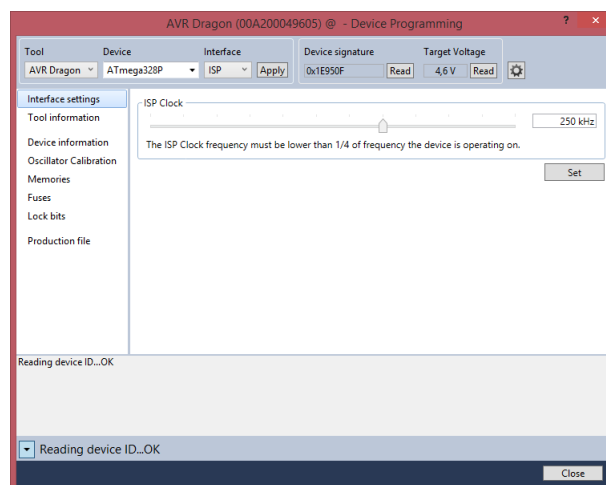 AVR Dragon (00A200049605) @ - Device Programming
Tool Device Interface Device signature Target Voltage
AVR Dragon ATmega328P ISP Apply 0x1E950F Read 4,6 V Read
Interface settings
Tool information
Device information
Oscillator Calibration
Memories
Fuses
Lock bits
Production file
ISP Clock
250 kHz
The ISP Clock frequency must be lower than 1/4 of frequency the device is operating on.
Set
Reading device ID...OK
Reading device ID...OK
Close